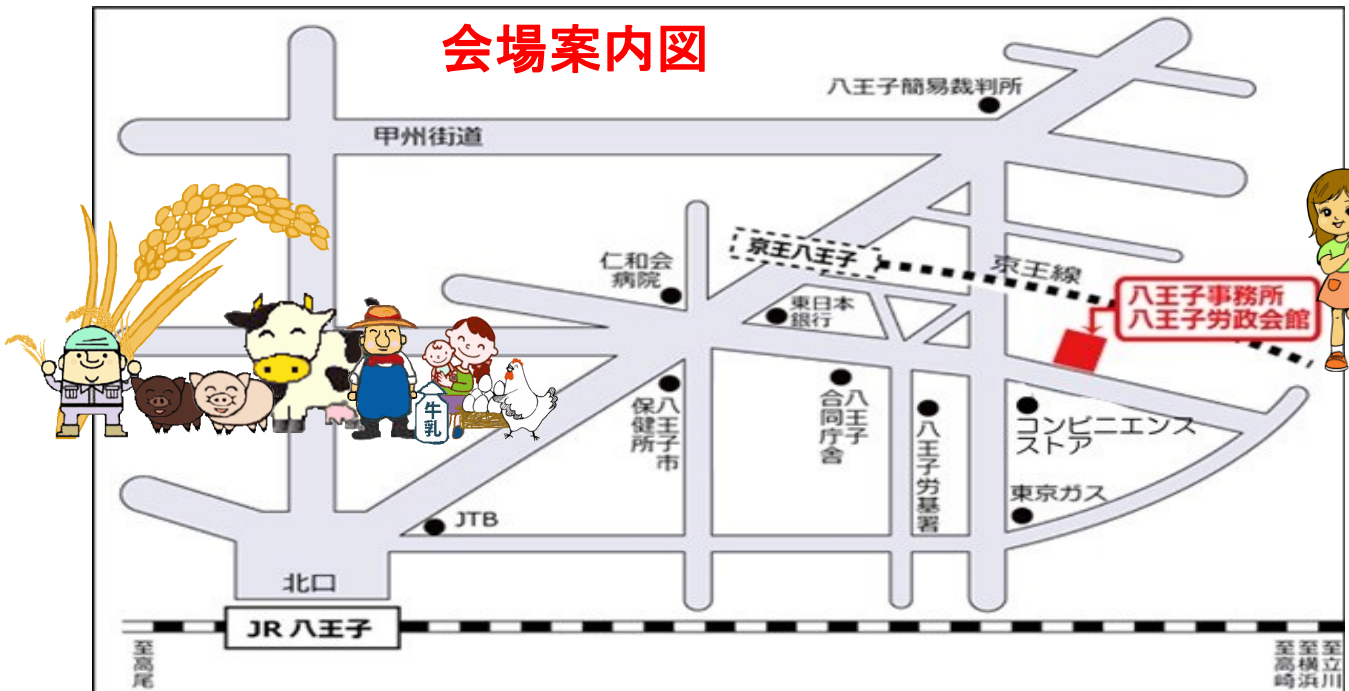 会場案内図
八王子簡易裁判所
甲州街道
仁和会
病院
京王八王子
京王線
東日本
銀行
八王子事務所
八王子労政会館
牛
乳
八王子市
保健所
八王子
合同庁舎
八王子労基署
コンビニエンス
ストア
東京ガス
JTB
北口
JR 八王子
至高尾
至立川
至横浜
至高崎